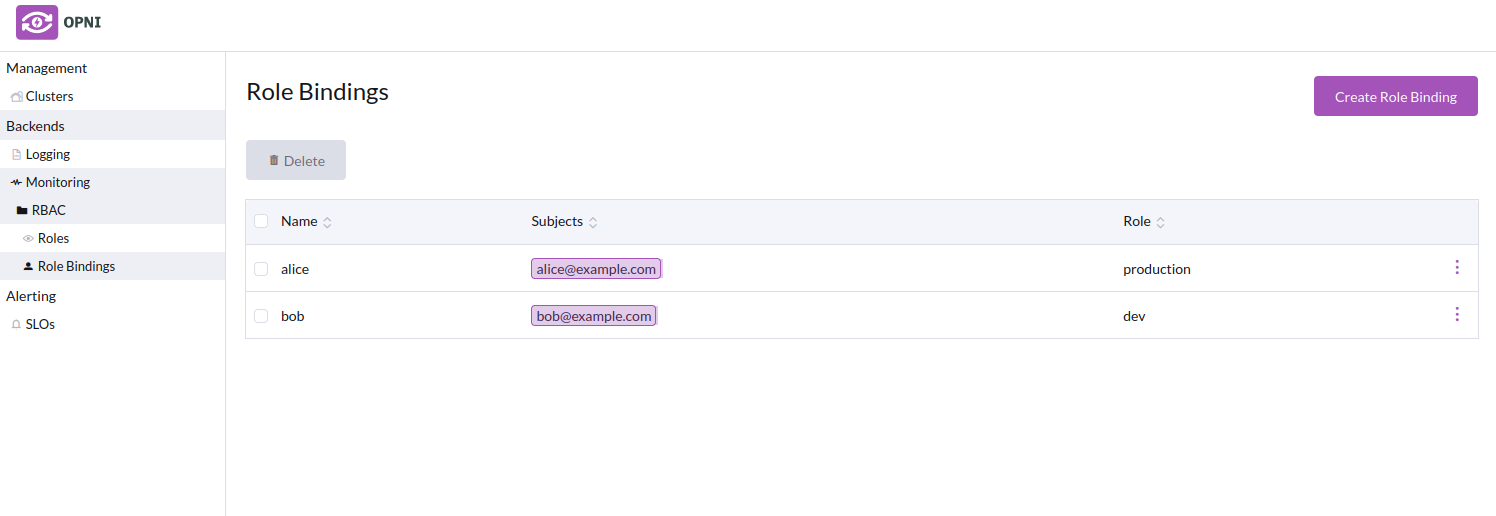 OPNI
Management
Clusters
Backends
Logging
Monitoring
RBAC
Roles
Role Bindings
Alerting
SLOs
Role Bindings
Create Role Binding
Delete
Name Subjects Role
alice alice@example.com production
bob bob@example.com dev